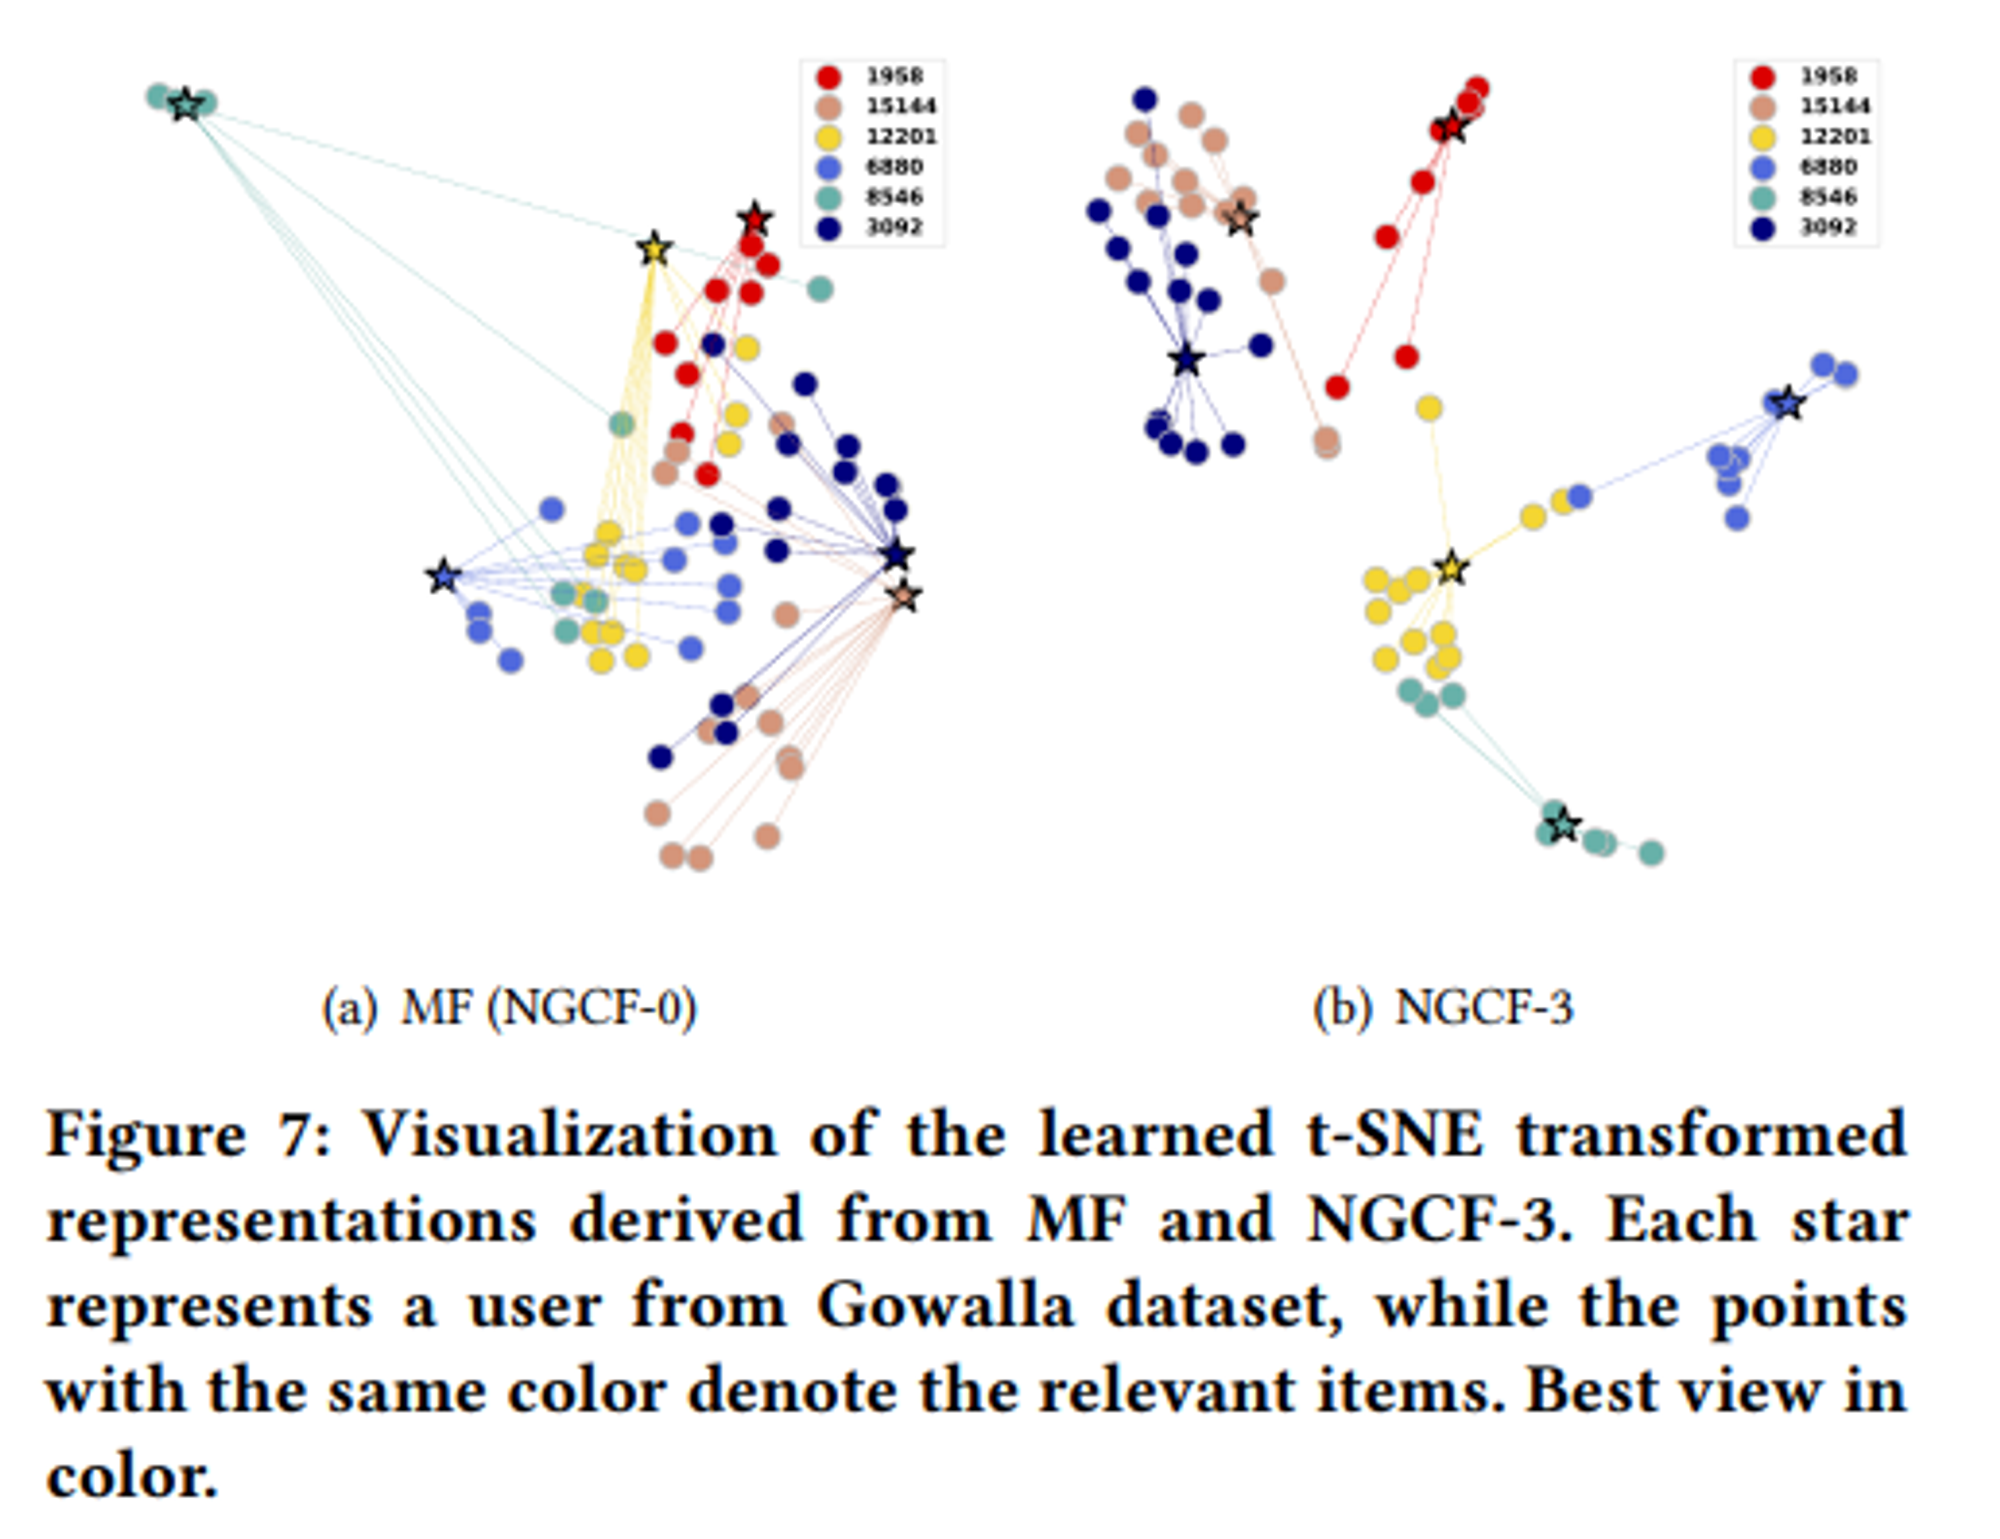 1958
15144
12201
6880
8546
3092
1958
15144
12201
6880
8546
3092
(a) MF (NGCF-0)
(b) NGCF-3
Figure 7: Visualization of the learned t-SNE transformed
representations derived from MF and NGCF-3. Each star
represents a user from Gowalla dataset, while the points
with the same color denote the relevant items. Best view in
color.